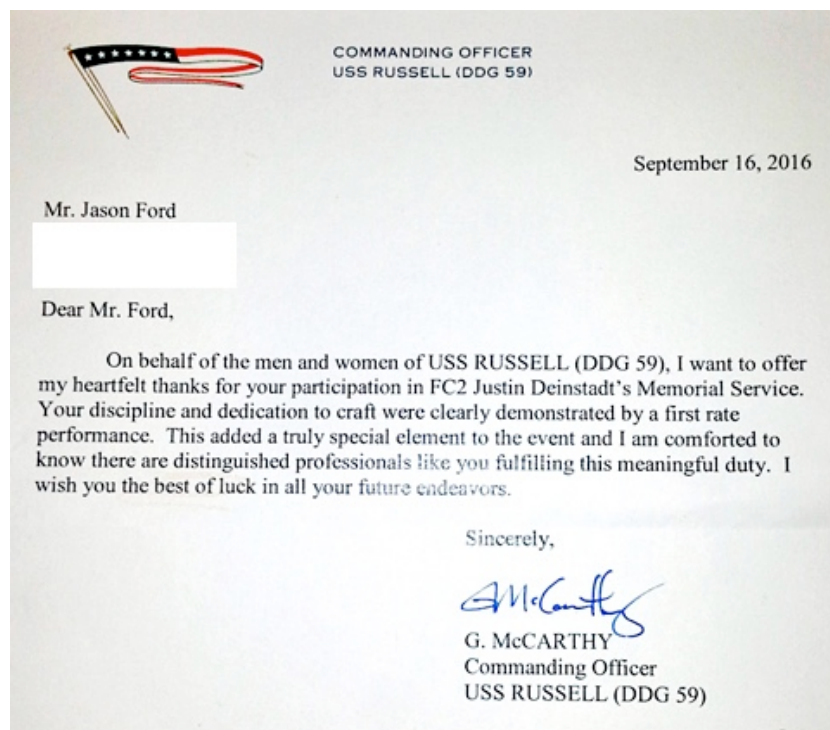 COMMANDING OFFICER
USS RUSSELL (DDG 59)
September 16, 2016
Mr. Jason Ford
Dear Mr. Ford,
On behalf of the men and women of USS RUSSELL (DDG 59), I want to offer
my heartfelt thanks for your participation in FC2 Justin Deinstadt's Memorial Service.
Your discipline and dedication to craft were clearly demonstrated by a first rate
performance. This added a truly special element to the event and I am comforted to
know there are distinguished professionals like you fulfilling this meaningful duty. I
wish you the best of luck in all your future endeavors.
Sincerely,
GMcCarthy
G. McCARTHY
Commanding Officer
USS RUSSELL (DDG 59)